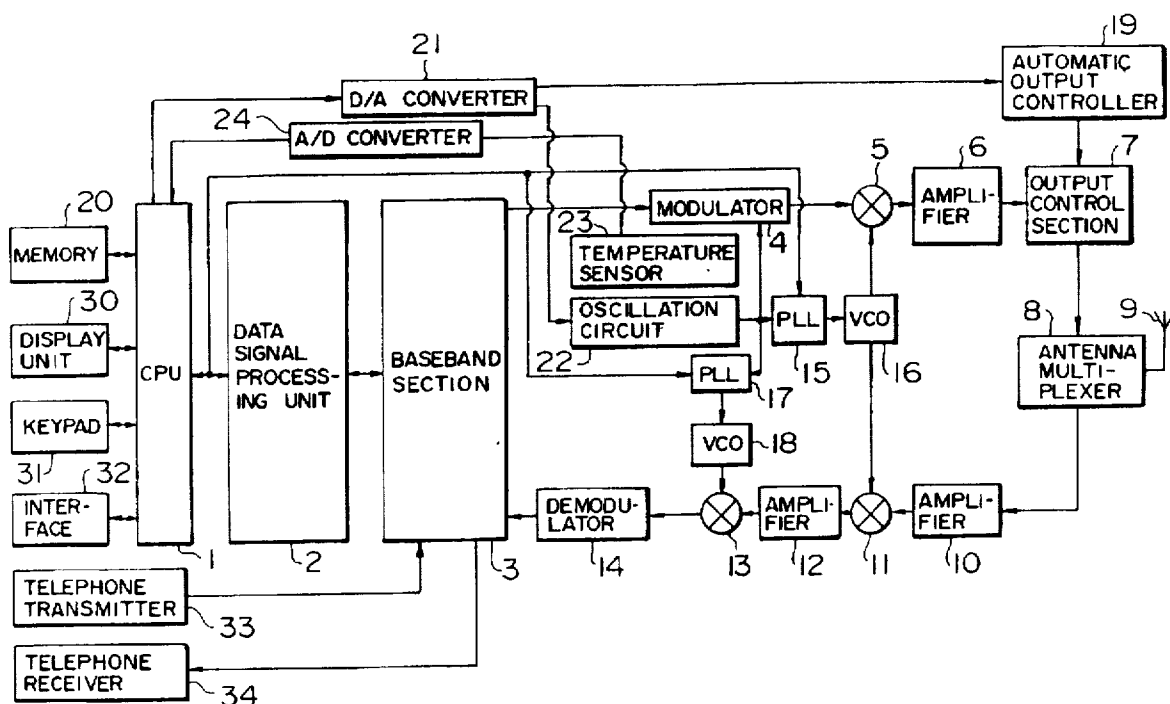 19
AUTOMATIC
OUTPUT
CONTROLLER
21
D/A CONVERTER
24
A/D CONVERTER
5
6
7
20
MEMORY
MODULATOR
4
AMPLI-
FIER
OUTPUT
CONTROL
SECTION
23
TEMPERATURE
SENSOR
30
DISPLAY
UNIT
CPU
DATA
SIGNAL
PROCESS-
ING UNIT
BASEBAND
SECTION
OSCILLATION
CIRCUIT
22
PLL
15
VCO
16
8
9
ANTENNA
MULTI-
PLEXER
PLL
17
KEYPAD
31
VCO
18
32
INTER-
FACE
DEMODU-
LATOR
AMPLI-
FIER
AMPLI-
FIER
1
2
3
14
13
12
11
10
TELEPHONE
TRANSMITTER
33
TELEPHONE
RECEIVER
34